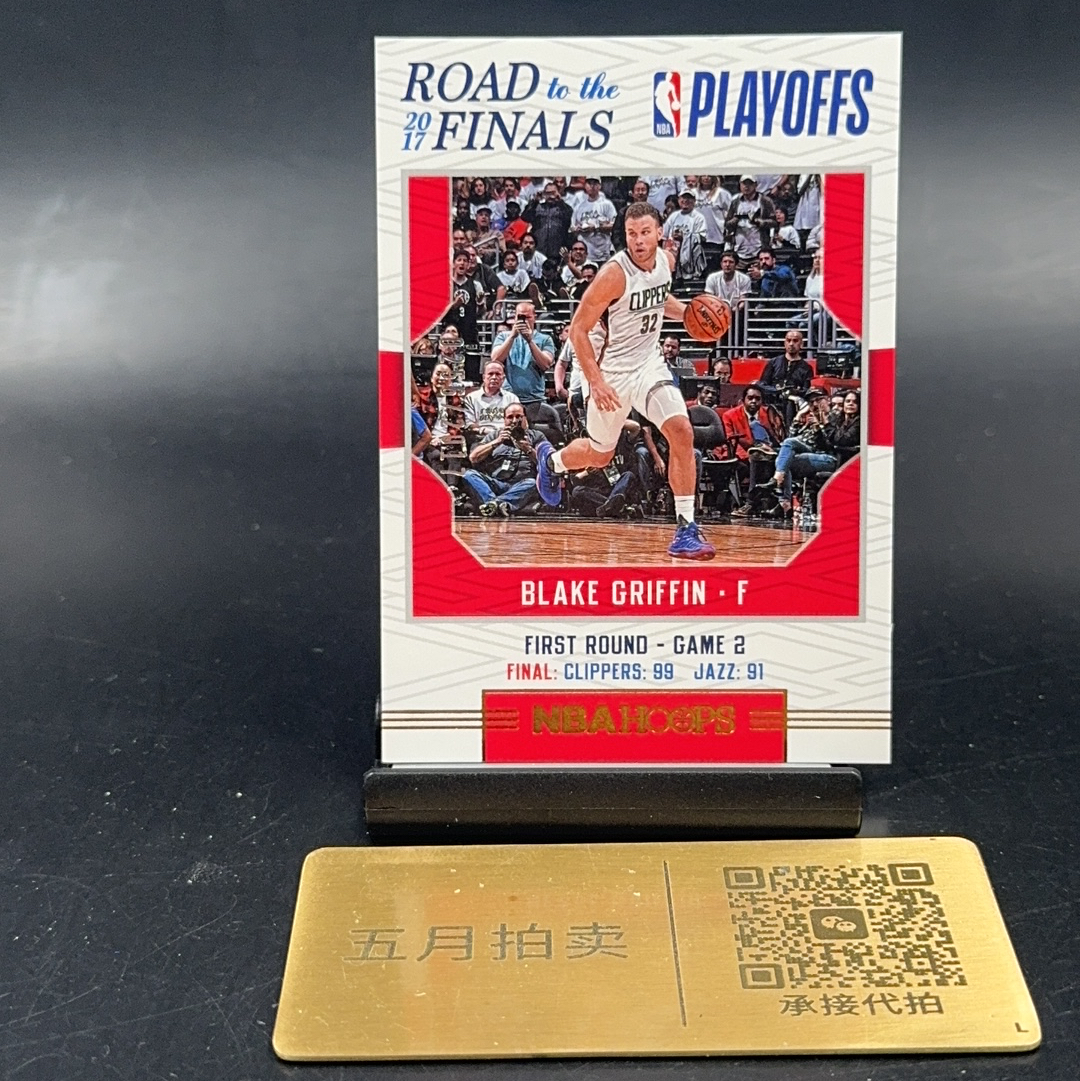 ROAD to the
2017 FINALS
NBA PLAYOFFS
CLIPPERS
32
BLAKE GRIFFIN · F
FIRST ROUND - GAME 2
FINAL: CLIPPERS: 99 JAZZ: 91
NBA HOOPS
五月拍卖
承接代拍
L